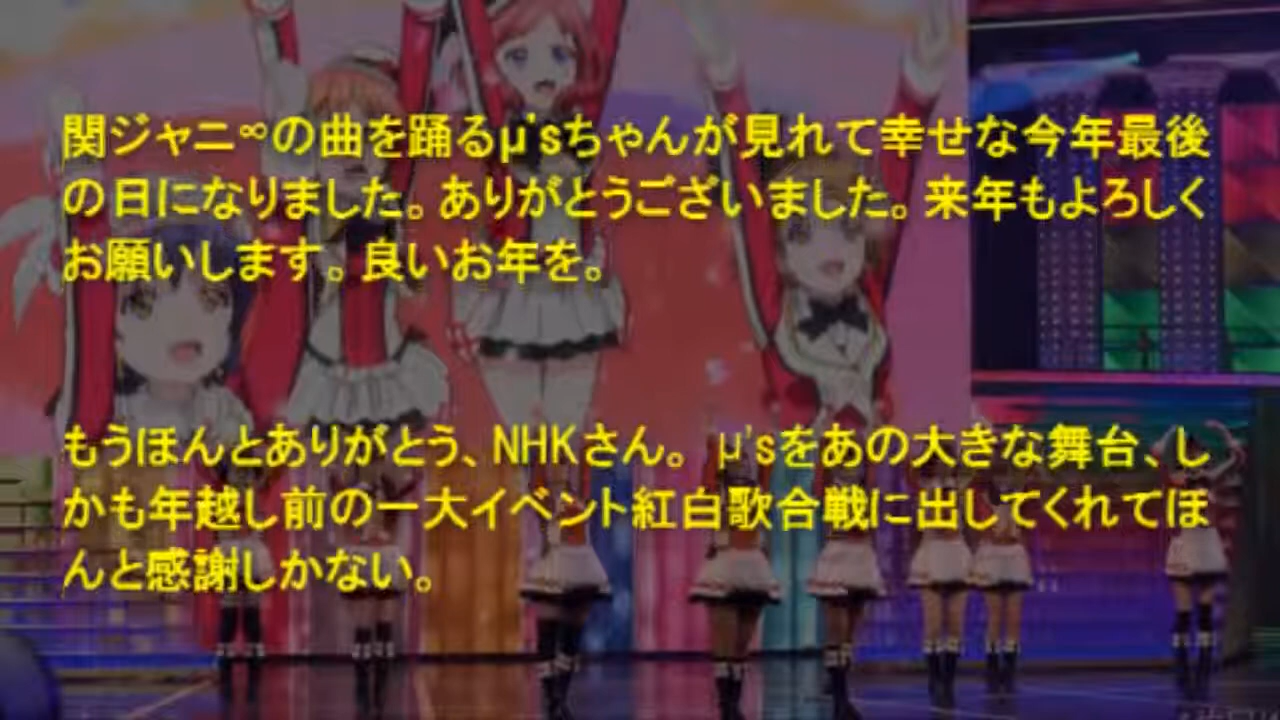 関ジャニ∞の曲を踊るμ'sちゃんが見れて幸せな今年最後
の日になりました。ありがとうございました。来年もよろしく
お願いします。良いお年を。
もうほんとありがとう、NHKさん。 μ'sをあの大きな舞台、し
かも年越し前の一大イベント紅白歌合戦に出してくれてほ
んと感謝しかない。